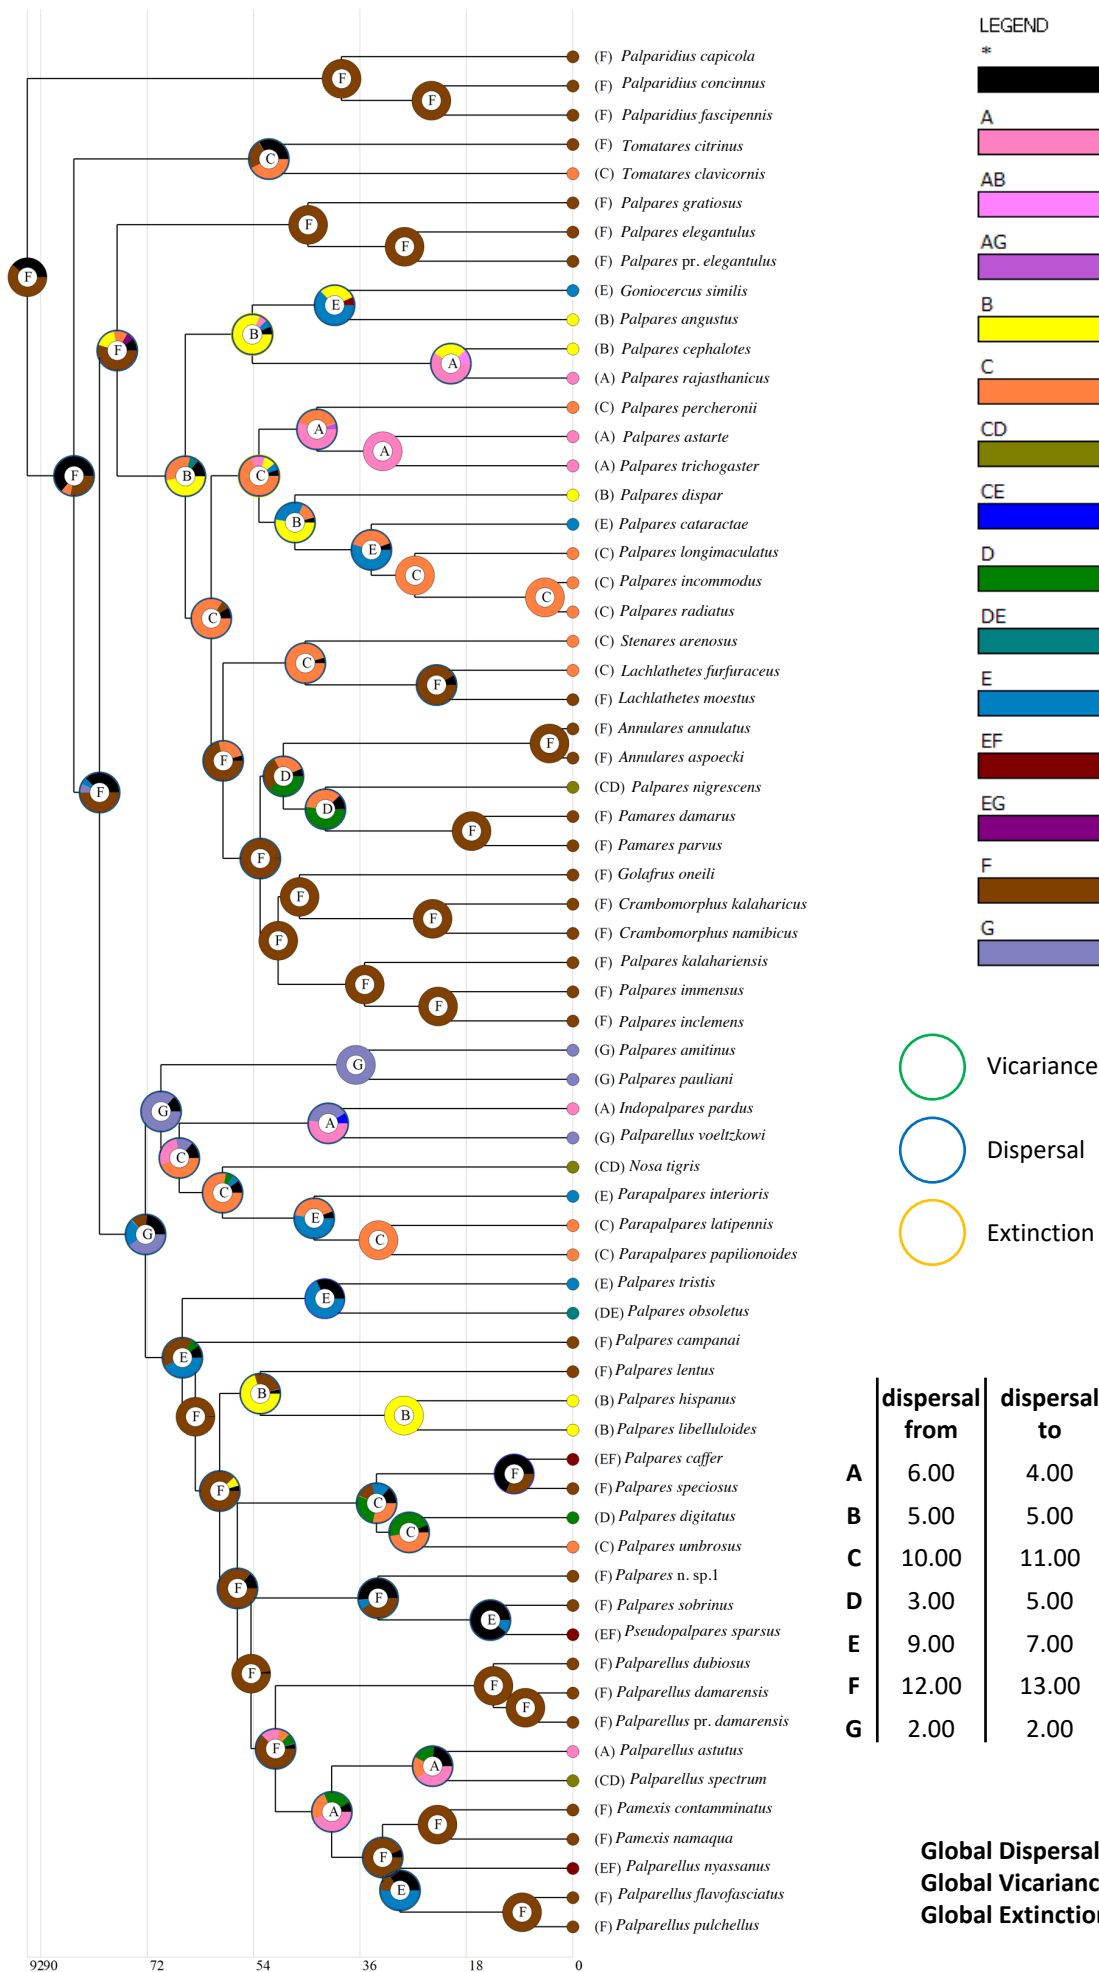 (F) Palparidius capicola
(F) Palparidius concinnus
(F) Palparidius fascipennis
(F) Tomatares citrinus
(C) Tomatares clavicornis
(F) Palpares gratiosus
(F) Palpares elegantulus
(F) Palpares pr. elegantulus
(E) Goniocercus similis
(B) Palpares angustus
(B) Palpares cephalotes
(A) Palpares rajasthanicus
(C) Palpares percheronii
(A) Palpares astarte
(A) Palpares trichogaster
(B) Palpares dispar
(E) Palpares cataractae
(C) Palpares longimaculatus
(C) Palpares incommodus
(C) Palpares radiatus
(C) Stenares arenosus
(C) Lachlathetes furfuraceus
(F) Lachlathetes moestus
(F) Annulares annulatus
(F) Annulares aspoecki
(CD) Palpares nigrescens
(F) Pamares damarus
(F) Pamares parvus
(F) Golafrus oneili
(F) Crambomorphus kalaharicus
(F) Crambomorphus namibicus
(F) Palpares kalahariensis
(F) Palpares immensus
(F) Palpares inclemens
(G) Palpares amitinus
(G) Palpares pauliani
(A) Indopalpares pardus
(G) Palparellus voeltzkowi
(CD) Nosa tigris
(E) Parapalpares interioris
(C) Parapalpares latipennis
(C) Parapalpares papilionoides
(E) Palpares tristis
(DE) Palpares obsoletus
(F) Palpares campanai
(F) Palpares lentus
(B) Palpares hispanus
(B) Palpares libelluloides
(EF) Palpares caffer
(F) Palpares speciosus
(D) Palpares digitatus
(C) Palpares umbrosus
(F) Palpares n. sp.1
(F) Palpares sobrinus
(EF) Pseudopalpares sparsus
(F) Palparellus dubiosus
(F) Palparellus damarensis
(F) Palparellus pr. damarensis
(A) Palparellus astutus
(CD) Palparellus spectrum
(F) Pamexis contamminatus
(F) Pamexis namaqua
(EF) Palparellus nyassanus
(F) Palparellus flavofasciatus
(F) Palparellus pulchellus
F
F
C
F
F
F
F
E
B
A
F
A
A
B
C
F
B
E
C
C
C
C
F
F
F
D
F
D
F
F
F
F
F
F
F
G
G
A
C
C
E
G
C
E
E
B
F
B
F
F
C
C
F
F
E
F
F
F
F
A
A
F
F
E
F
9290 72 54 36 18 0
LEGEND
*
A
AB
AG
B
C
CD
CE
D
DE
E
EF
EG
F
G
Vicariance
Dispersal
Extinction
dispersal from dispersal to
A 6.00 4.00
B 5.00 5.00
C 10.00 11.00
D 3.00 5.00
E 9.00 7.00
F 12.00 13.00
G 2.00 2.00
Global Dispersal
Global Vicarianc
Global Extinction